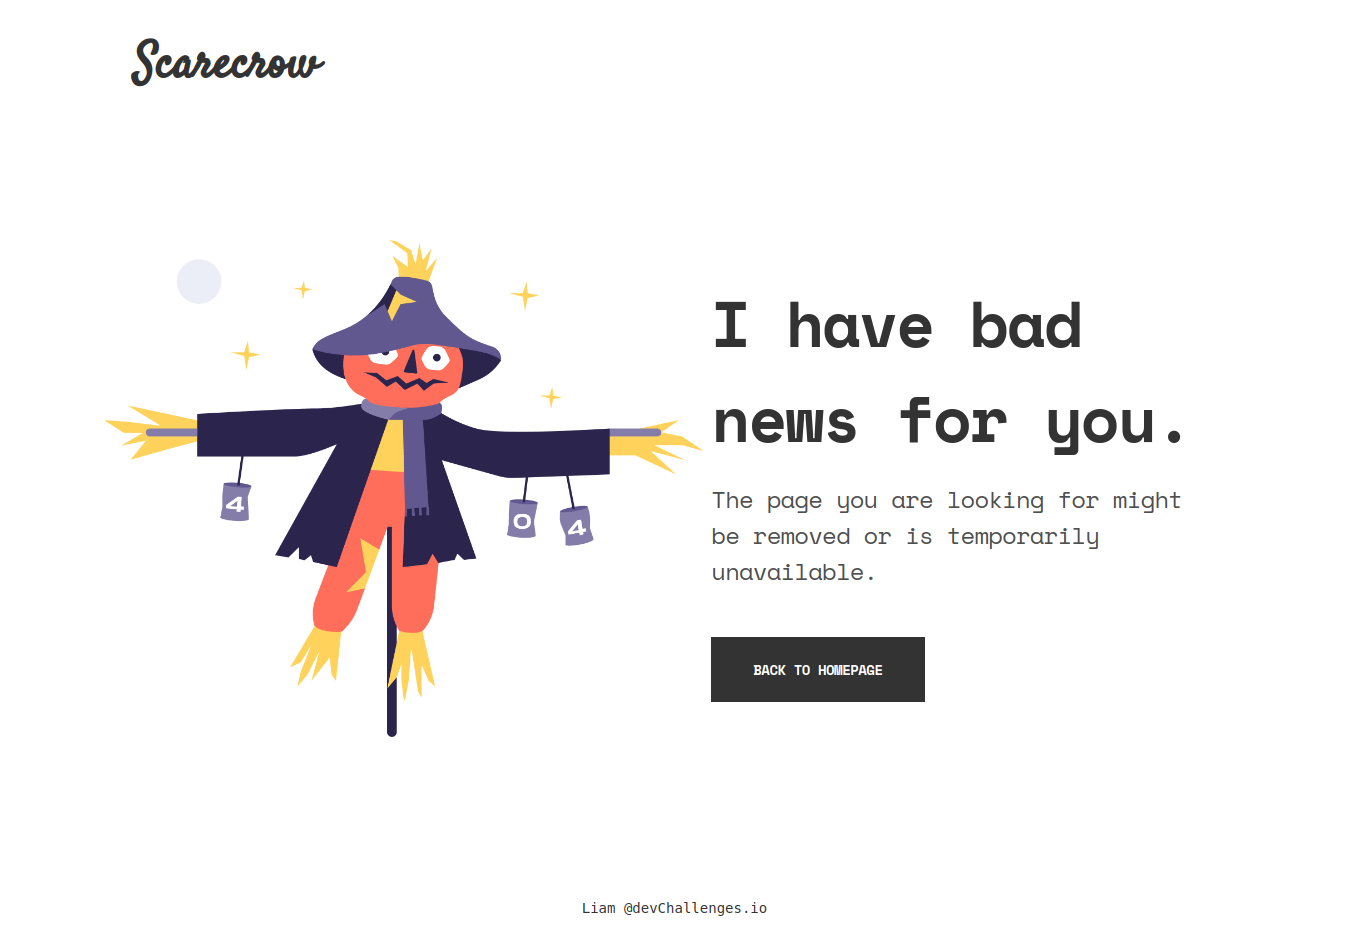 Scarecrow
4
0
4
I have bad
news for you.
The page you are looking for might
be removed or is temporarily
unavailable.
BACK TO HOMEPAGE
Liam @devChallenges.io